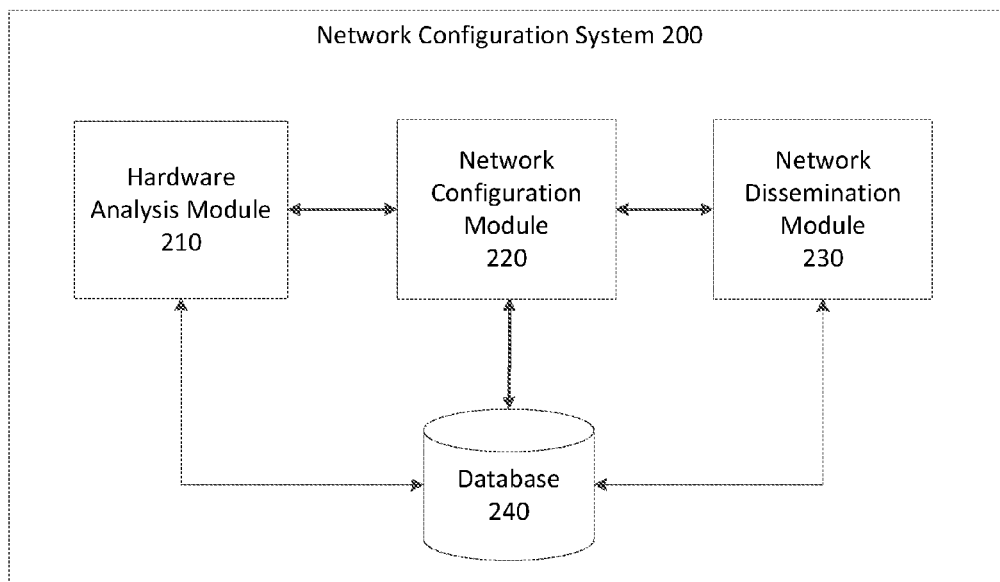 Network Configuration System 200
Hardware
Analysis Module
210
Network
Configuration
Module
220
Network
Dissemination
Module
230
Database
240